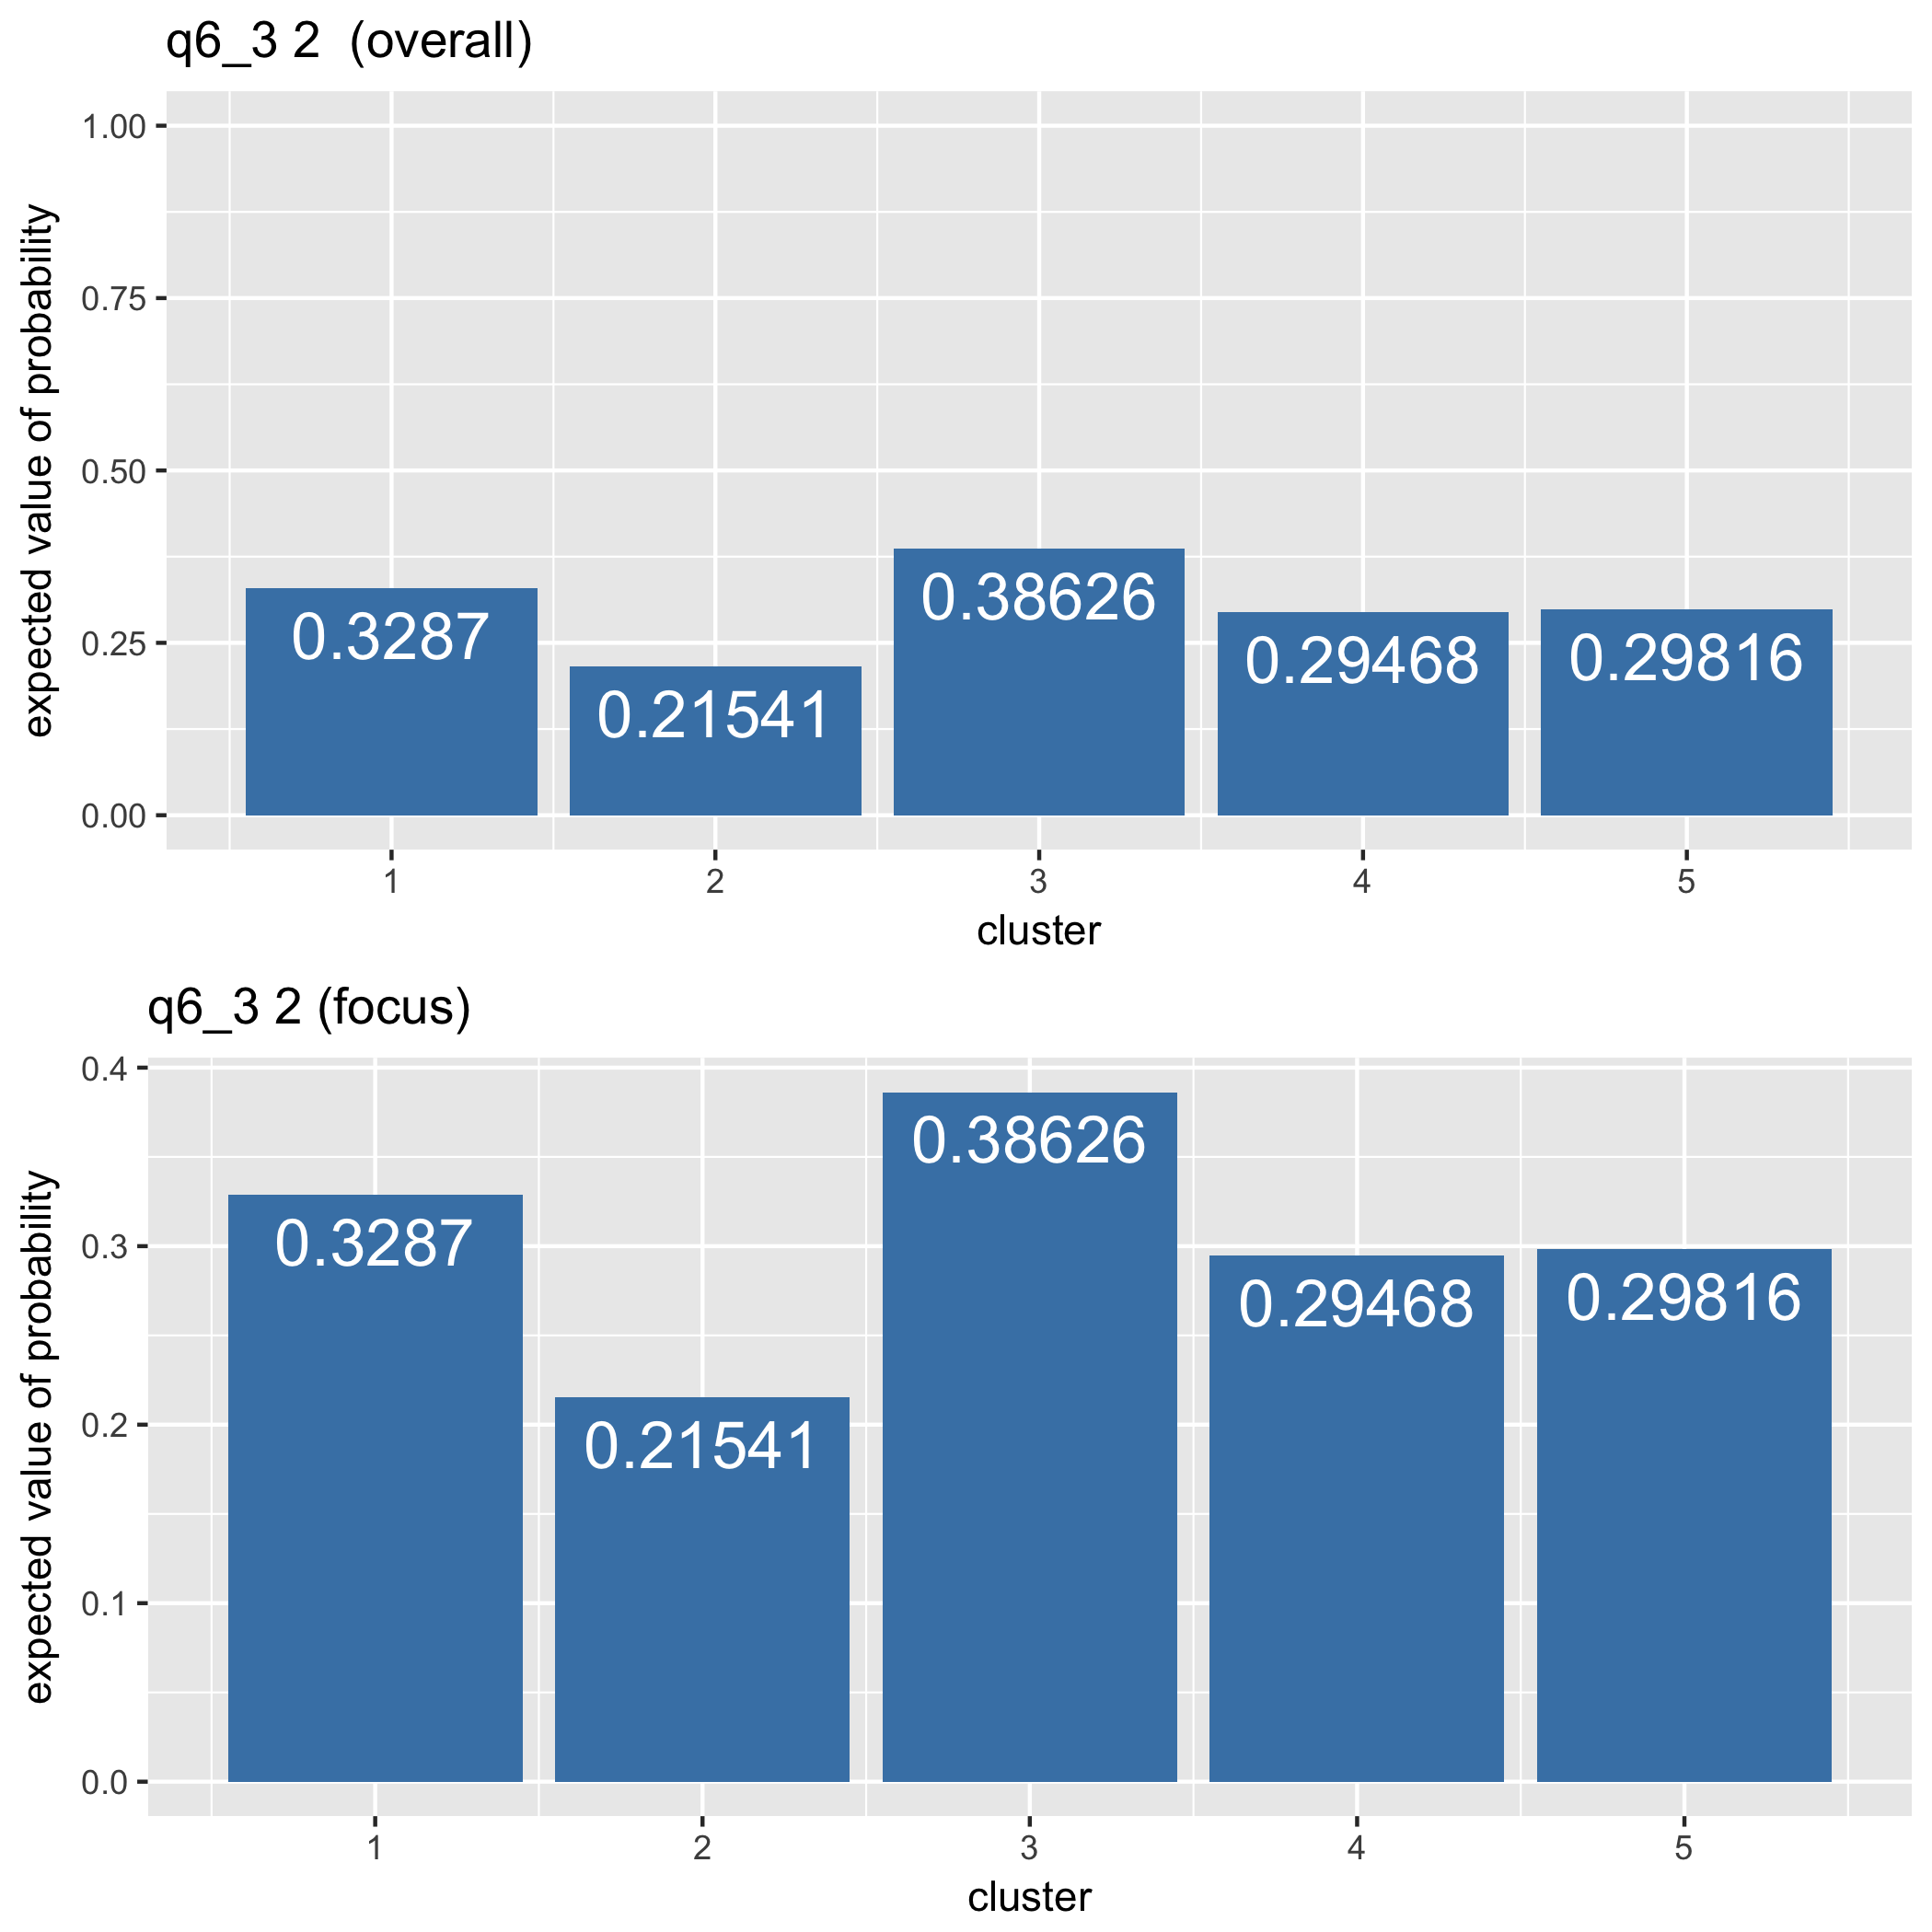 q6_3 2  (overall)
expected value of probability
1.00
0.75
0.50
0.25
0.00
0.3287
0.21541
0.38626
0.29468
0.29816
1 2 3 4 5
cluster
q6_3 2 (focus)
expected value of probability
0.4
0.3
0.2
0.1
0.0
0.3287
0.21541
0.38626
0.29468
0.29816
1 2 3 4 5
cluster